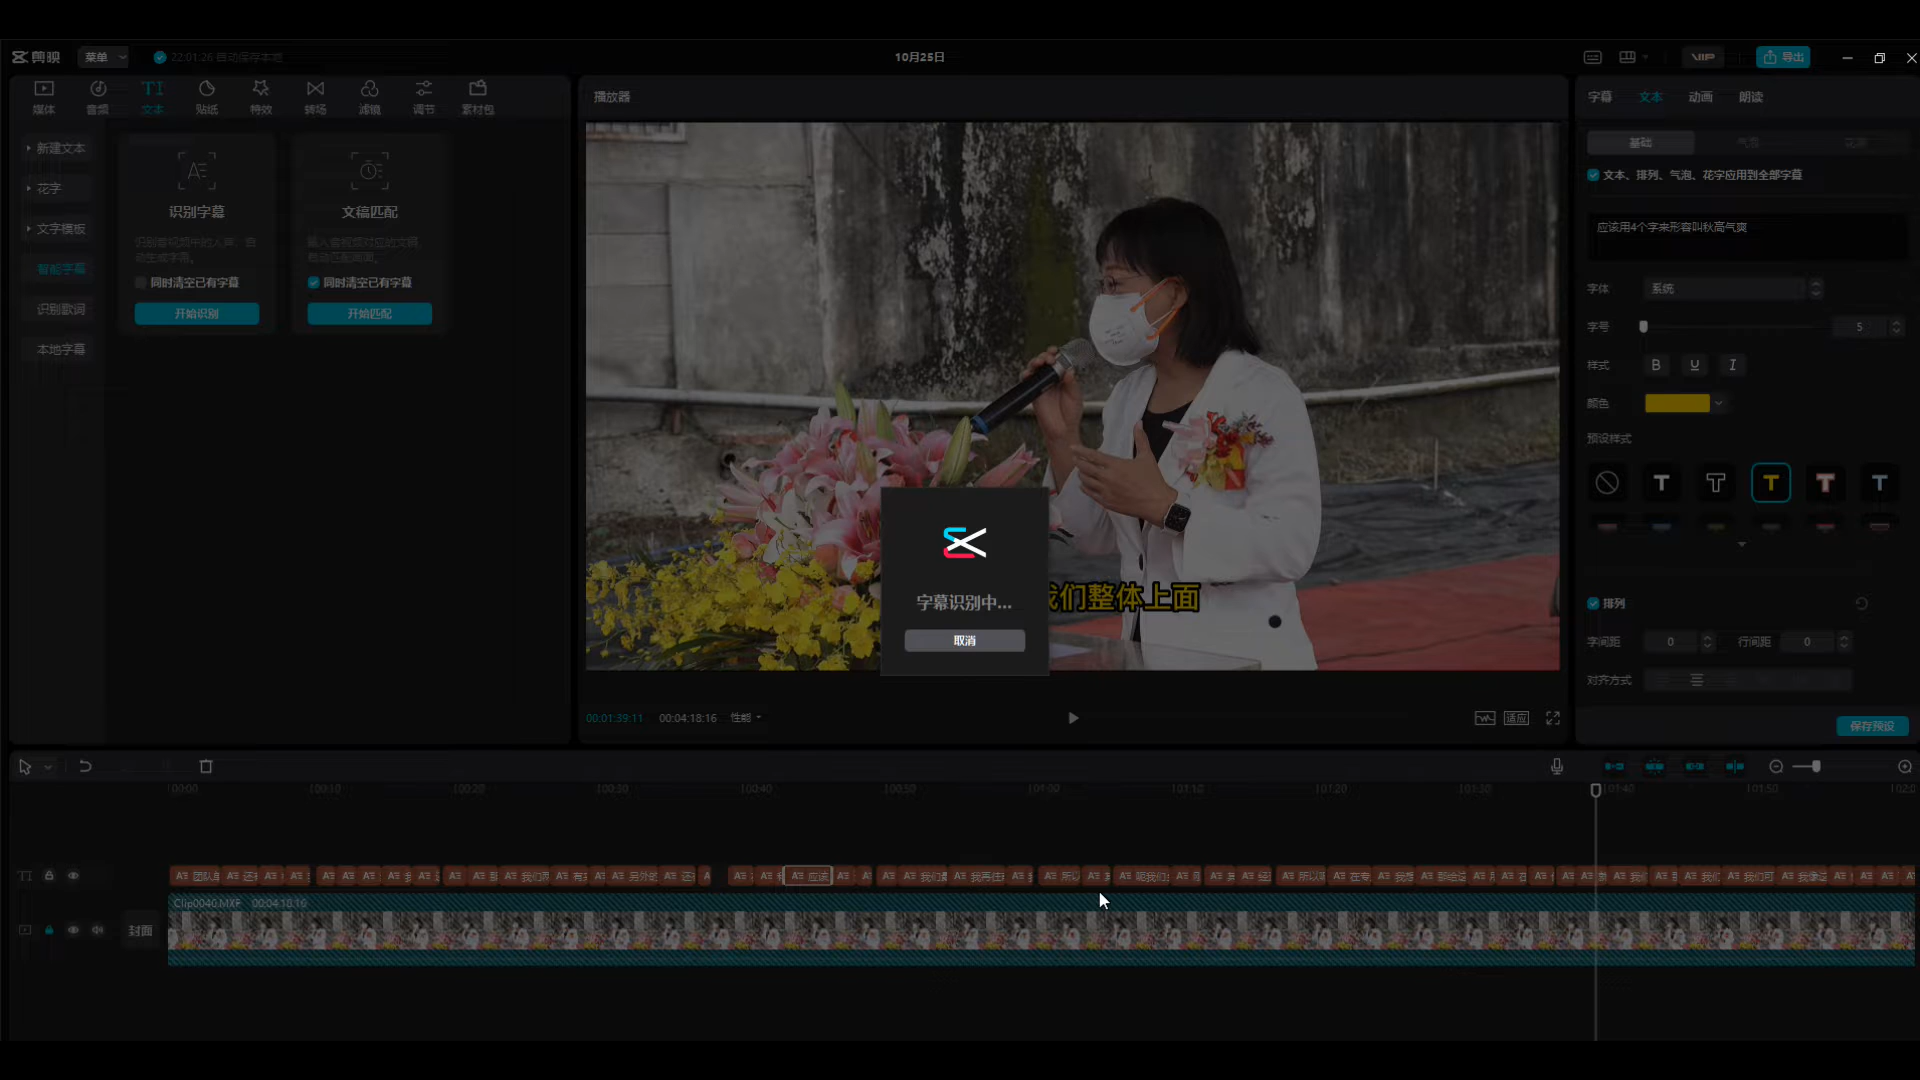 剪映
菜单
22:01:26 自动保存本地
10月25日
VIP
导出
媒体
音频
TI
文本
贴纸
特效
转场
滤镜
调节
素材包
新建文本
花字
文字模板
智能字幕
识别歌词
本地字幕
识别字幕
识别音视频中的人声，自
动生成字幕。
同时清空已有字幕
开始识别
文稿匹配
输入音视频对应的文稿，
自动匹配画面。
同时清空已有字幕
开始匹配
播放器
我们整体上面
字幕识别中...
取消
00:01:39:11
00:04:18:16
性能
适应
字幕
文本
动画
朗读
基础
气泡
花字
文本、排列、气泡、花字应用到全部字幕
应该用4个字来形容叫秋高气爽
字体
系统
字号
5
样式
B U I
颜色
预设样式
T T T T T
排列
字间距
0
行间距
0
对齐方式
保存预设
00:00
00:10
00:20
00:30
00:40
00:50
01:00
01:10
01:20
01:30
01:40
01:50
TI
封面
Clip0040.MXF 00:04:18:16